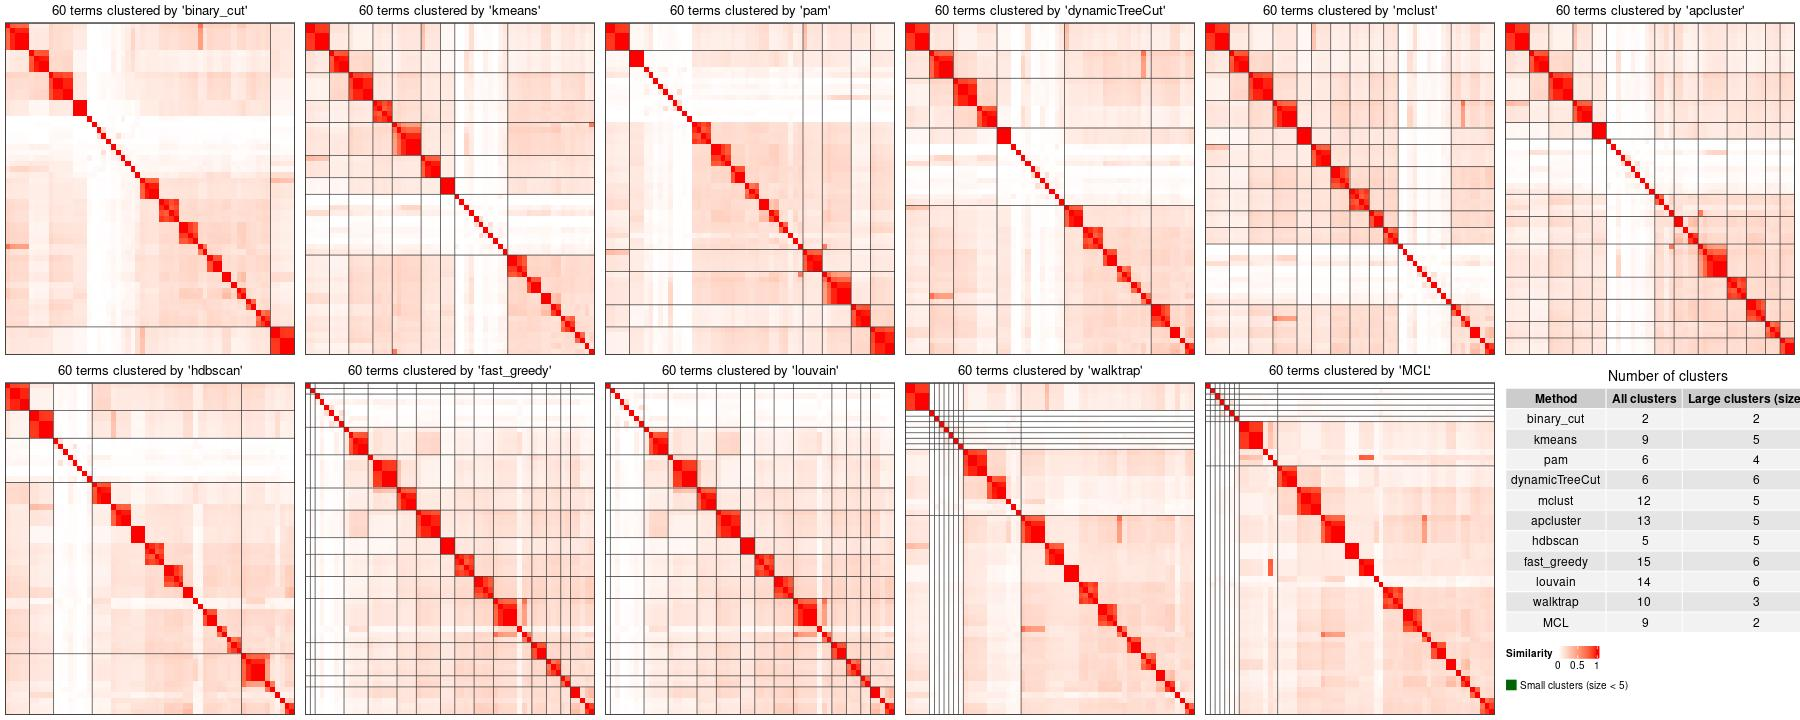 60 terms clustered by 'binary_cut'
60 terms clustered by 'kmeans'
60 terms clustered by 'pam'
60 terms clustered by 'dynamicTreeCut'
60 terms clustered by 'mclust'
60 terms clustered by 'apcluster'
60 terms clustered by 'hdbscan'
60 terms clustered by 'fast_greedy'
60 terms clustered by 'louvain'
60 terms clustered by 'walktrap'
60 terms clustered by 'MCL'
Number of clusters
Method All clusters Large clusters (size
binary_cut 2 2
kmeans 9 5
pam 6 4
dynamicTreeCut 6 6
mclust 12 5
apcluster 13 5
hdbscan 5 5
fast_greedy 15 6
louvain 14 6
walktrap 10 3
MCL 9 2
Similarity
0 0.5 1
Small clusters (size < 5)